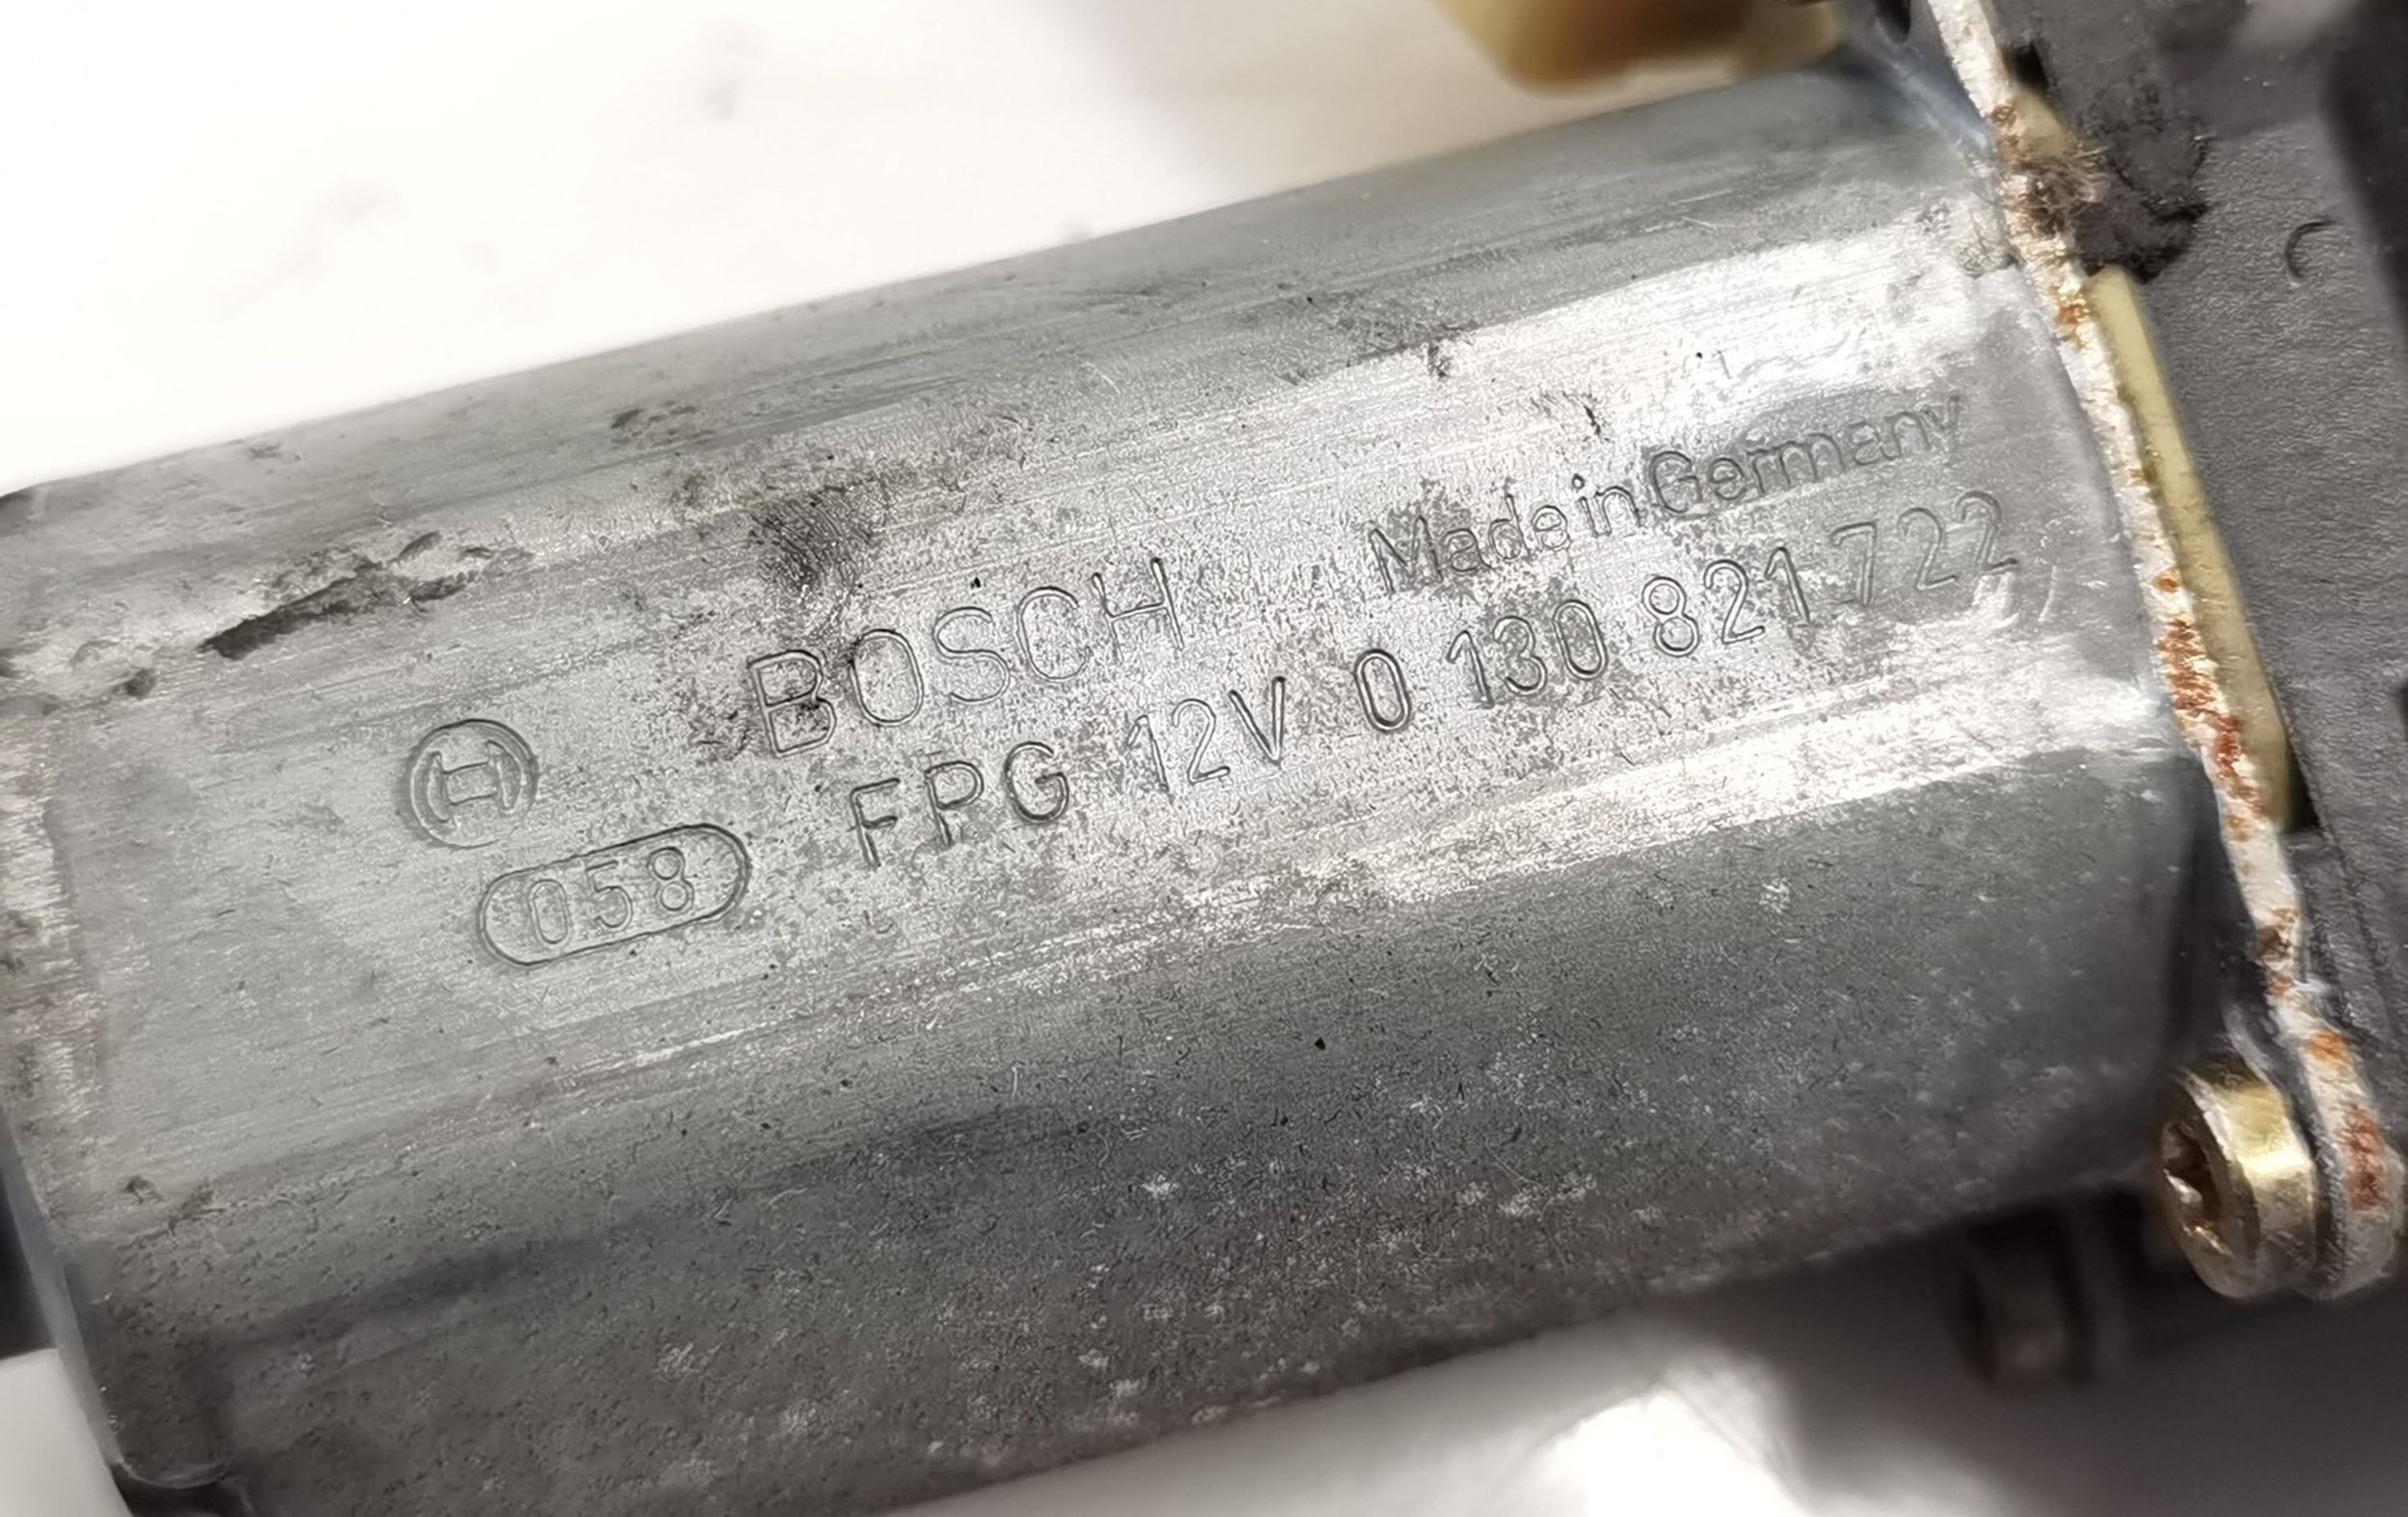 BOSCH Made in Germany
058 FPG 12V 0 130 821 722